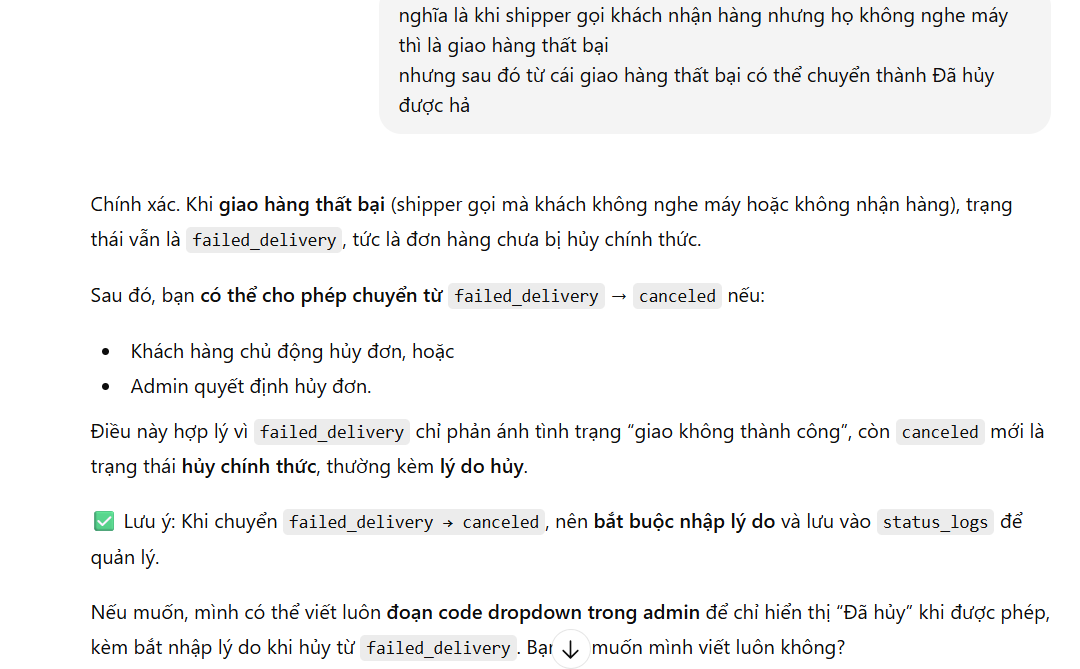 nghĩa là khi shipper gọi khách nhận hàng nhưng họ không nghe máy
thì là giao hàng thất bại
nhưng sau đó từ cái giao hàng thất bại có thể chuyển thành Đã hủy
được hả
Chính xác. Khi giao hàng thất bại (shipper gọi mà khách không nghe máy hoặc không nhận hàng), trạng
thái vẫn là failed_delivery, tức là đơn hàng chưa bị hủy chính thức.
Sau đó, bạn có thể cho phép chuyển từ failed_delivery → canceled nếu:
• Khách hàng chủ động hủy đơn, hoặc
• Admin quyết định hủy đơn.
Điều này hợp lý vì failed_delivery chỉ phản ánh tình trạng “giao không thành công”, còn canceled mới là
trạng thái hủy chính thức, thường kèm lý do hủy.
✅ Lưu ý: Khi chuyển failed_delivery → canceled, nên bắt buộc nhập lý do và lưu vào status_logs để
quản lý.
Nếu muốn, mình có thể viết luôn đoạn code dropdown trong admin để chỉ hiển thị “Đã hủy” khi được phép,
kèm bắt nhập lý do khi hủy từ failed_delivery. Bạn muốn mình viết luôn không?